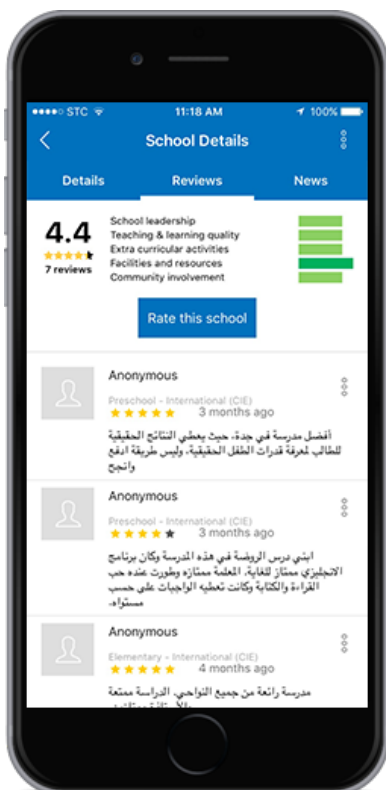 STC 11:18 AM 100%
School Details
Details Reviews News
4.4
7 reviews
School leadership
Teaching & learning quality
Extra curricular activities
Facilities and resources
Community involvement
Rate this school
Anonymous
Preschool - International (CIE)
3 months ago
أفضل مدرسة في جدة، حيث يعطي النتائج الحقيقية
للطالب لمعرفة قدرات الطفل الحقيقية، وليس طريقة ادفع
وانجح
Anonymous
Preschool - International (CIE)
3 months ago
ابني درس الروضة في هذه المدرسة وكان برنامج
الانجليزي ممتاز للغاية. المعلمة ممتازه وطورت عنده حب
القراءة والكتابة وكانت تعطيه الواجبات على حسب
مستواه.
Anonymous
Elementary - International (CIE)
4 months ago
مدرسة رائعة من جميع النواحي. الدراسة ممتعة